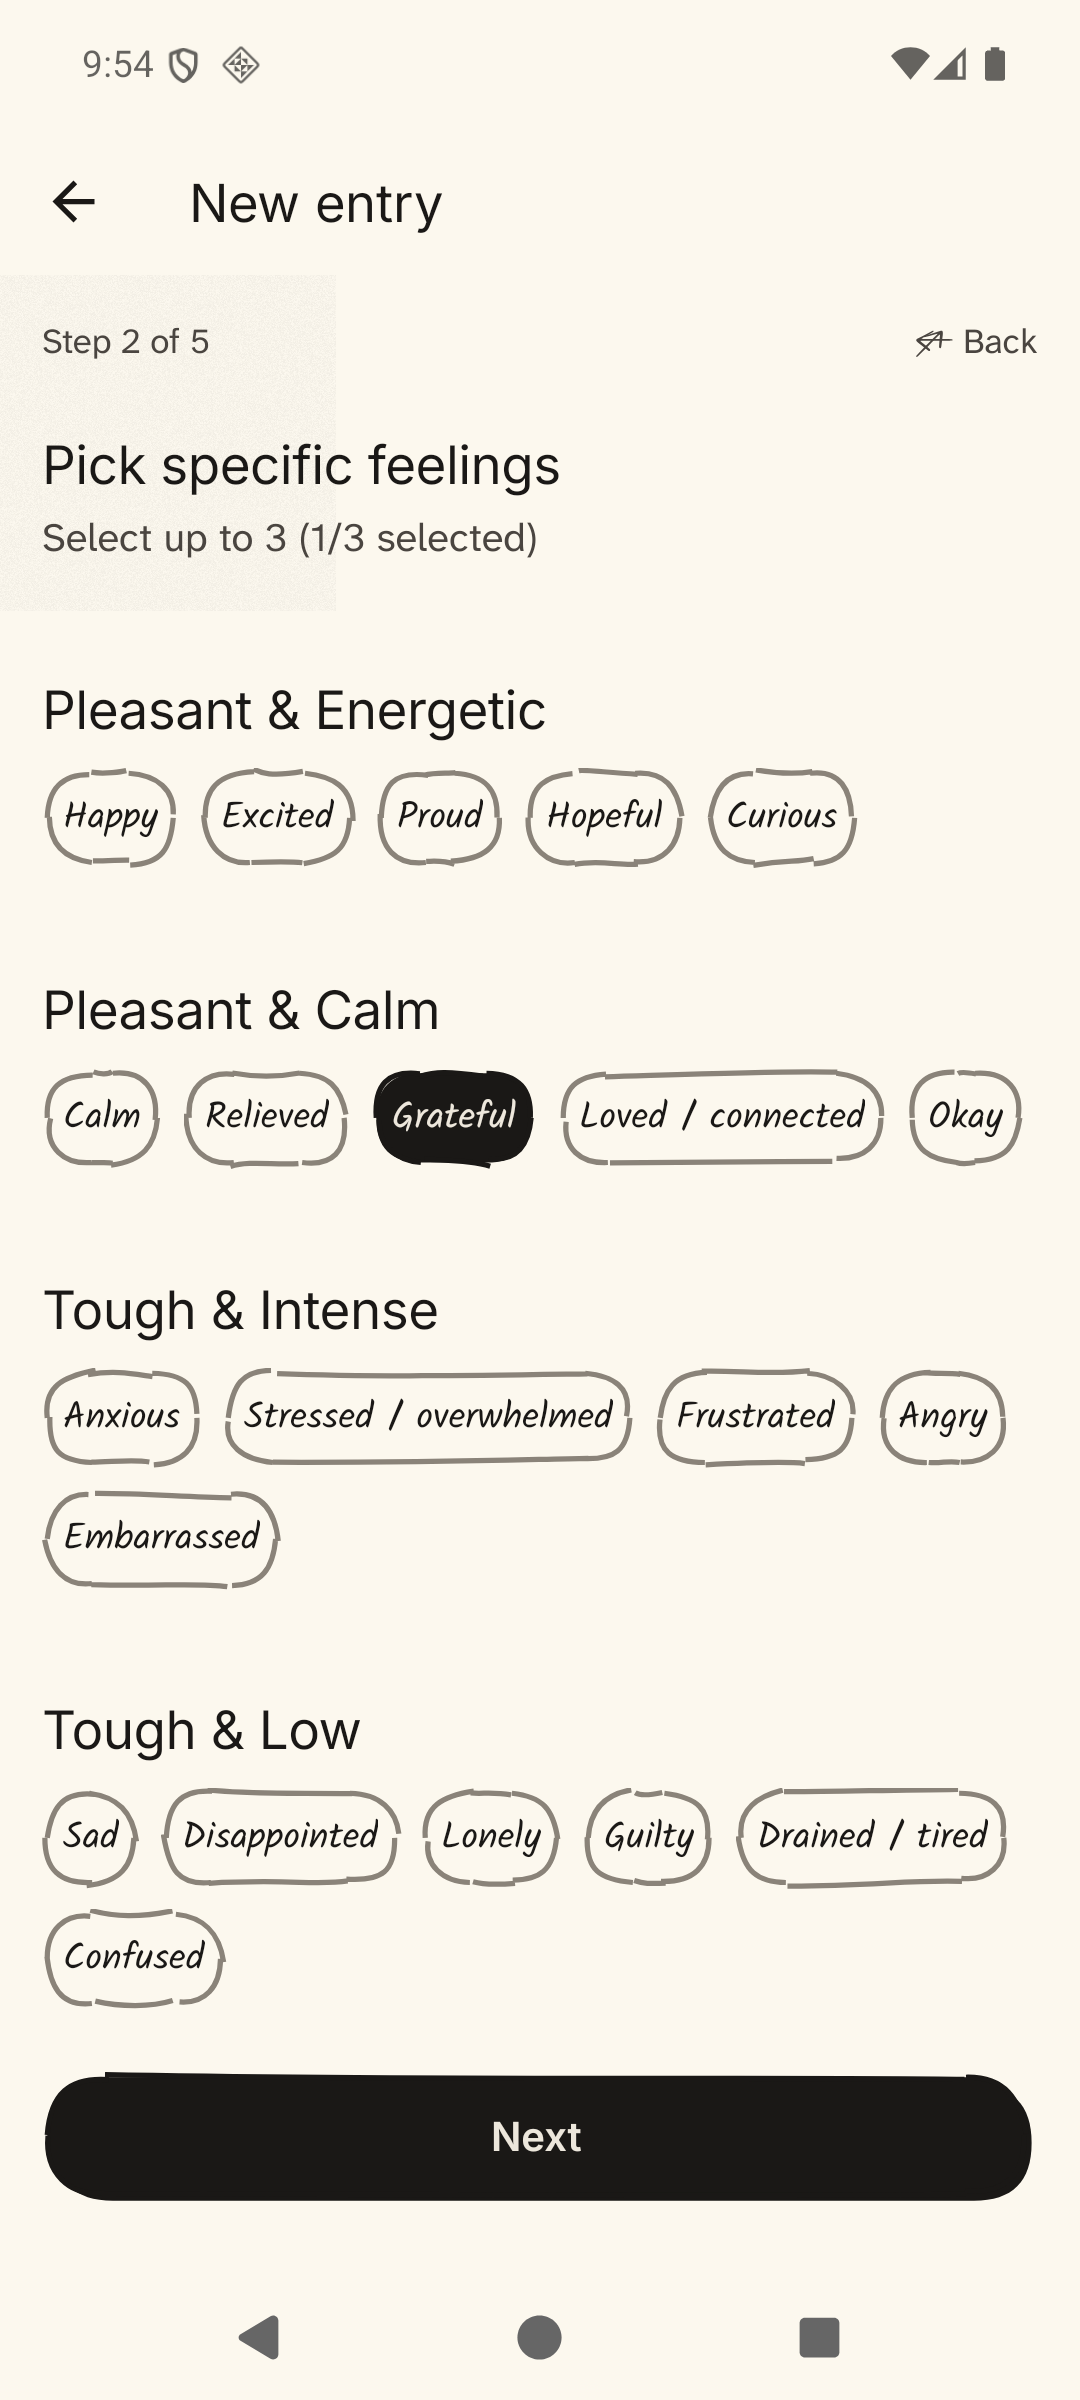 9:54
New entry
Step 2 of 5
Back
Pick specific feelings
Select up to 3 (1/3 selected)
Pleasant & Energetic
Happy Excited Proud Hopeful Curious
Pleasant & Calm
Calm Relieved Grateful Loved / connected Okay
Tough & Intense
Anxious Stressed / overwhelmed Frustrated Angry
Embarrassed
Tough & Low
Sad Disappointed Lonely Guilty Drained / tired
Confused
Next